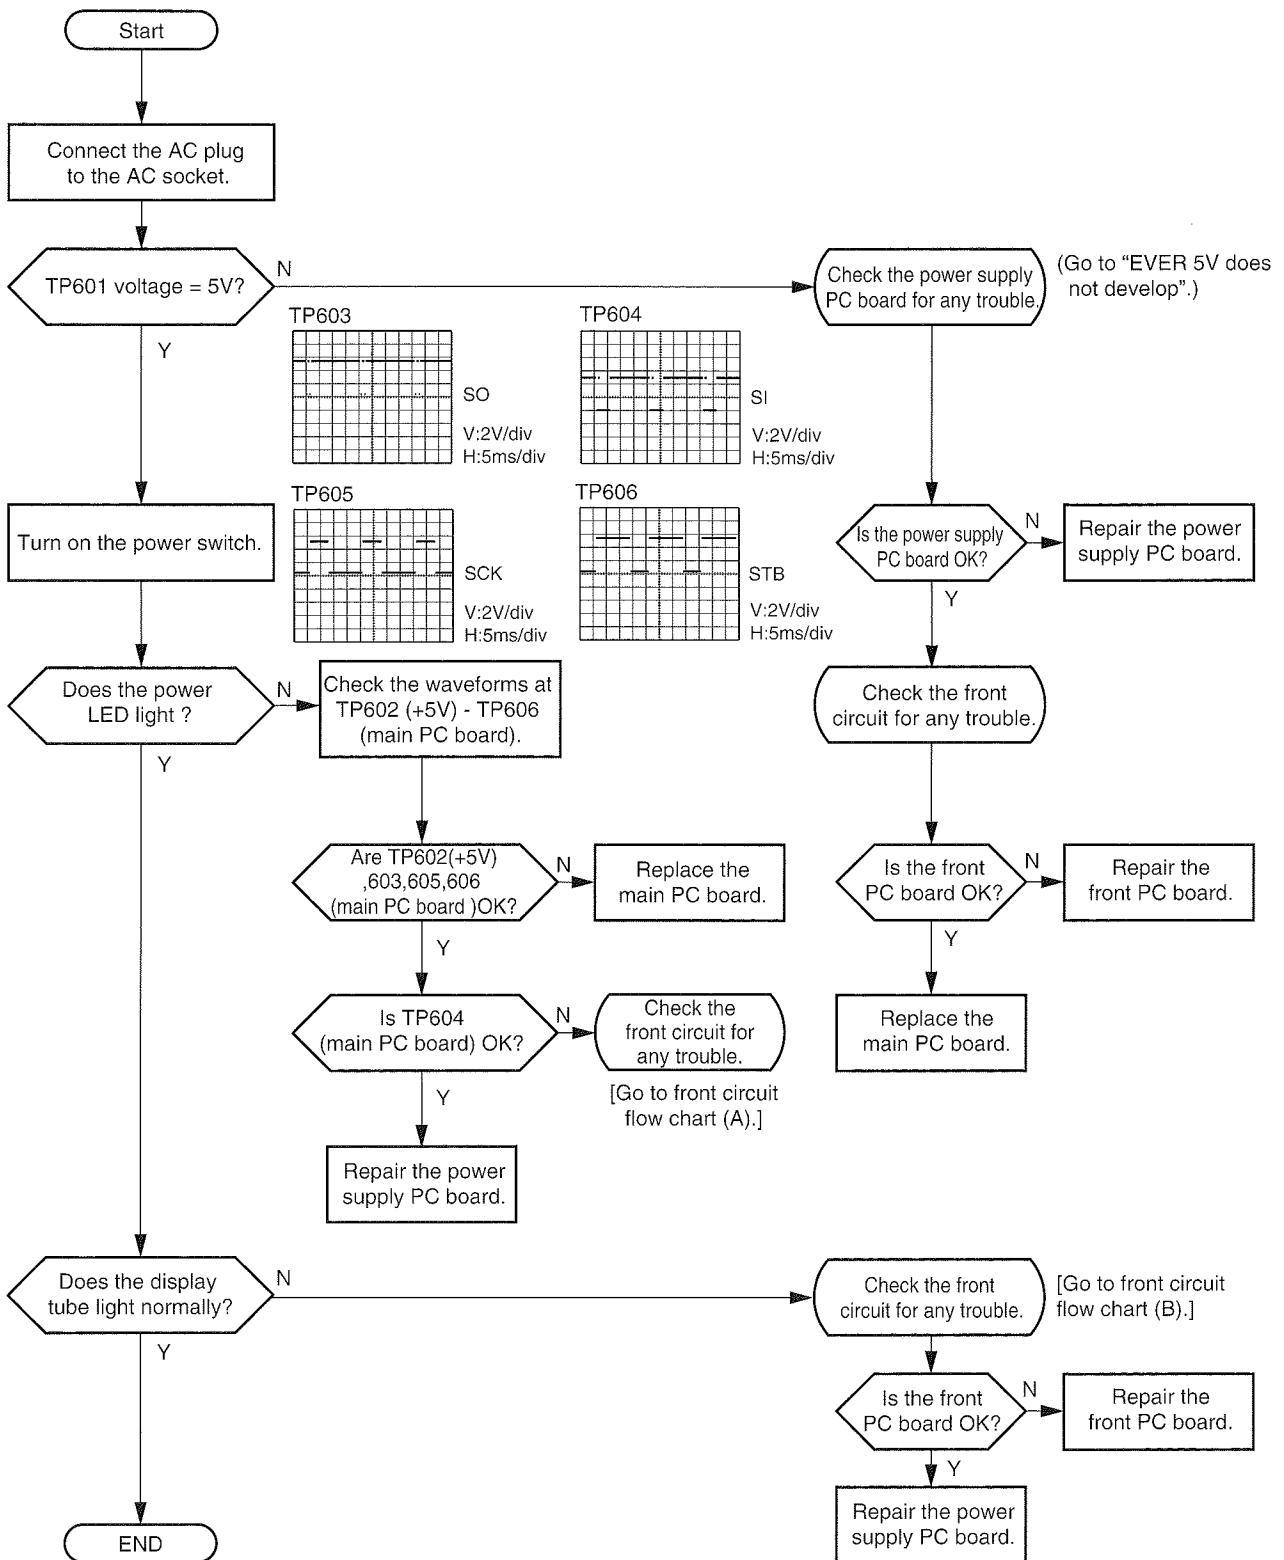 Start
Connect the AC plug
to the AC socket.
TP601 voltage = 5V?
N
Y
Check the power supply
PC board for any trouble.
(Go to “EVER 5V does
not develop”.)
TP603
SO
V:2V/div
H:5ms/div
TP604
SI
V:2V/div
H:5ms/div
TP605
SCK
V:2V/div
H:5ms/div
TP606
STB
V:2V/div
H:5ms/div
Turn on the power switch.
Is the power supply
PC board OK?
N
Y
Repair the power
supply PC board.
Does the power
LED light ?
N
Y
Check the waveforms at
TP602 (+5V) - TP606
(main PC board).
Check the front
circuit for any trouble.
Are TP602(+5V)
,603,605,606
(main PC board )OK?
N
Y
Replace the
main PC board.
Is the front
PC board OK?
N
Y
Repair the
front PC board.
Is TP604
(main PC board) OK?
N
Y
Check the
front circuit for
any trouble.
[Go to front circuit
flow chart (A).]
Replace the
main PC board.
Repair the power
supply PC board.
Does the display
tube light normally?
N
Y
Check the front
circuit for any trouble.
[Go to front circuit
flow chart (B).]
Is the front
PC board OK?
N
Y
Repair the
front PC board.
Repair the power
supply PC board.
END